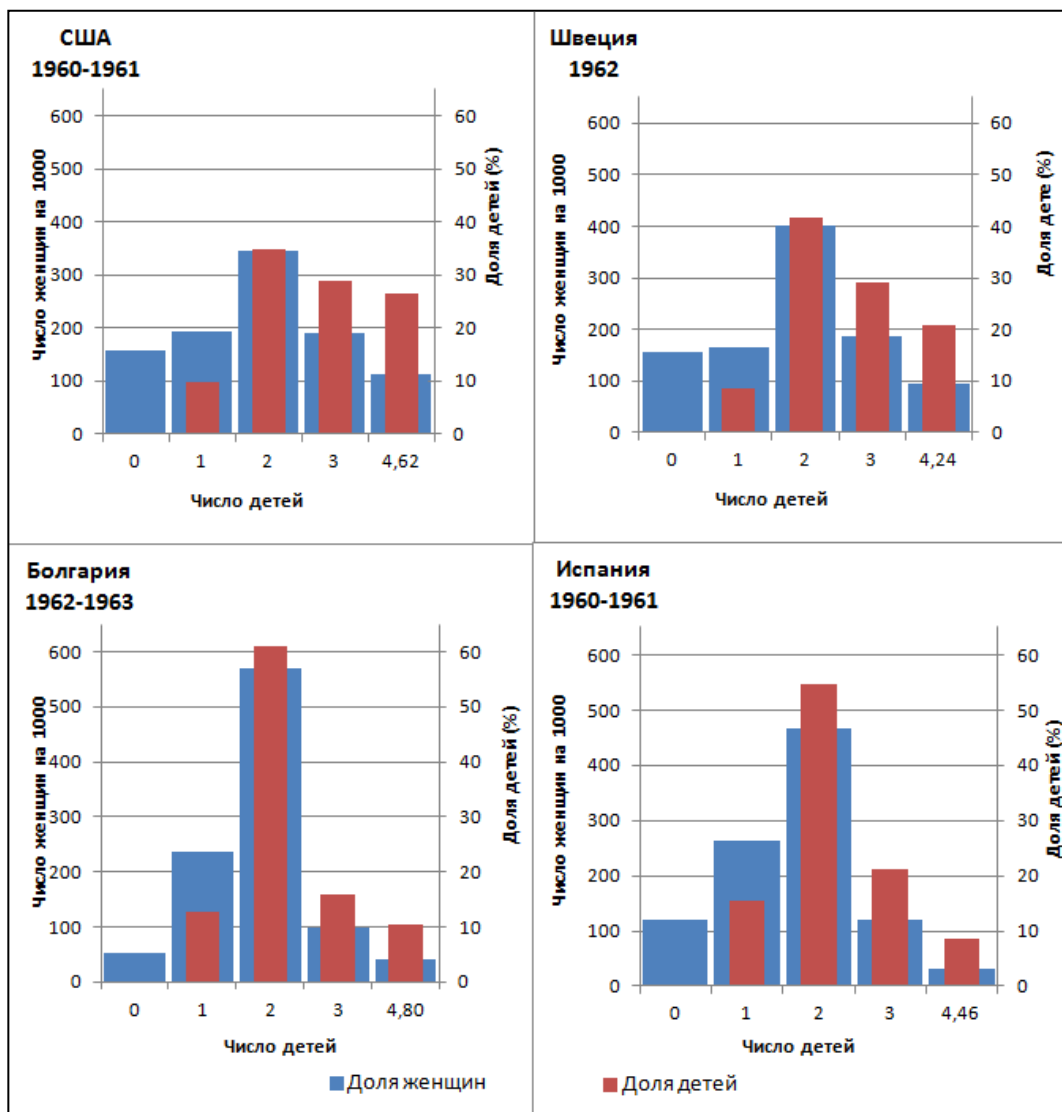 США
1960-1961
Число женщин на 1000
600
500
400
300
200
100
0
60
50
40
30
20
10
0
Доля детей (%)
0 1 2 3 4,62
Число детей
Швеция
1962
Число женщин на 1000
600
500
400
300
200
100
0
60
50
40
30
20
10
0
Доля дете (%)
0 1 2 3 4,24
Число детей
Болгария
1962-1963
Число женщин на 1000
600
500
400
300
200
100
0
60
50
40
30
20
10
0
Доля детей (%)
0 1 2 3 4,80
Число детей
Испания
1960-1961
Число женщин на 1000
600
500
400
300
200
100
0
60
50
40
30
20
10
0
Доля детей (%)
0 1 2 3 4,46
Число детей
Доля женщин
Доля детей